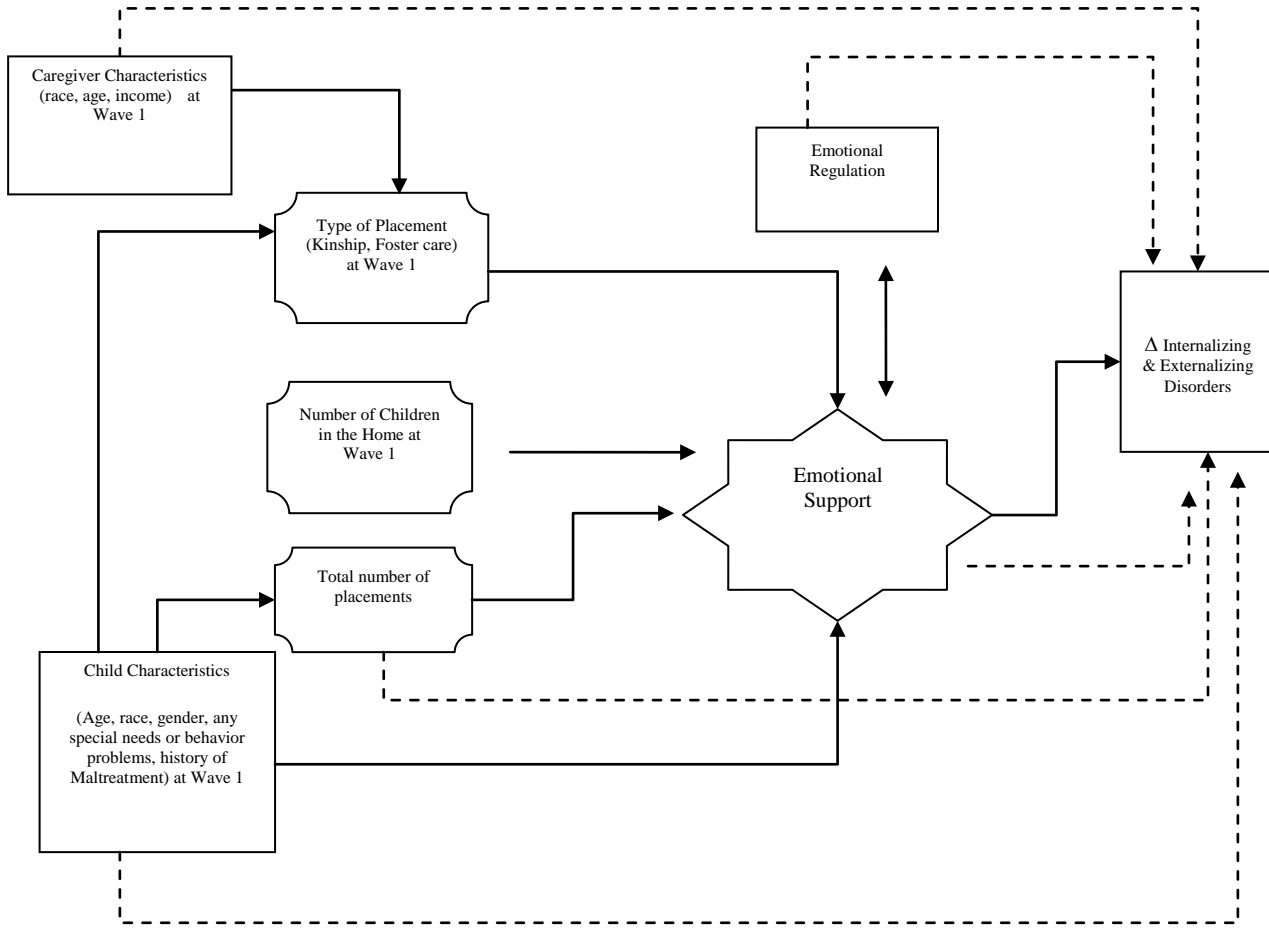 Caregiver Characteristics
(race, age, income) at
Wave 1
Emotional
Regulation
Type of Placement
(Kinship, Foster care)
at Wave 1
Δ Internalizing
& Externalizing
Disorders
Number of Children
in the Home at
Wave 1
Emotional
Support
Total number of
placements
Child Characteristics
(Age, race, gender, any
special needs or behavior
problems, history of
Maltreatment) at Wave 1